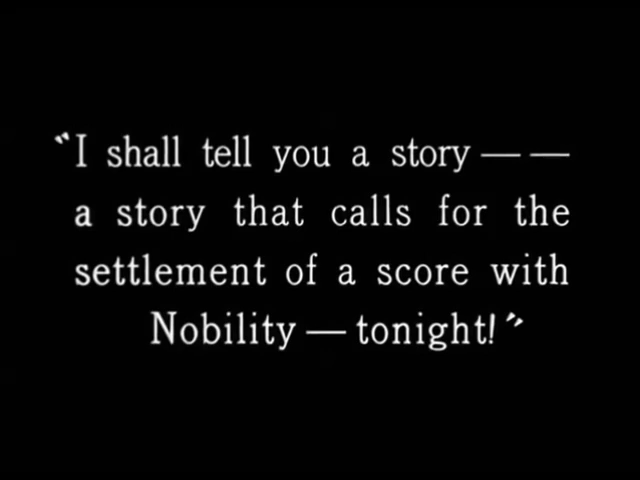 "I shall tell you a story — —
a story that calls for the
settlement of a score with
Nobility — tonight!"